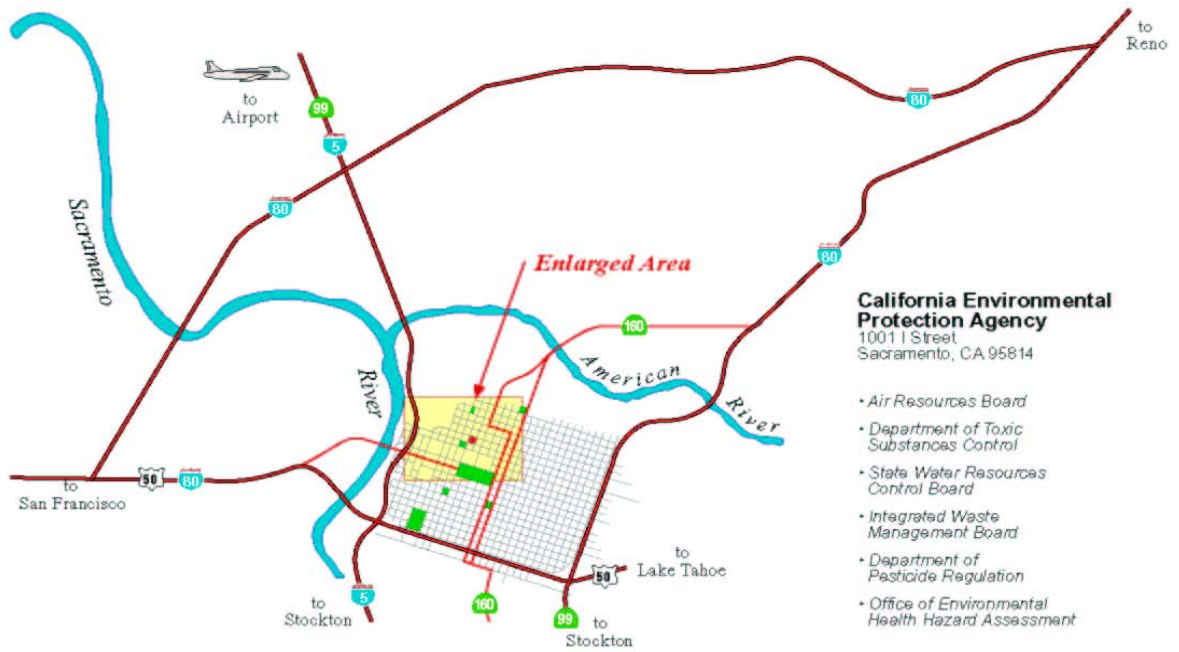 to
Reno
to
Airport
99
5
80
80
80
Sacramento
River
Enlarged Area
160
American
River
California Environmental
Protection Agency
1001 I Street
Sacramento, CA 95814
• Air Resources Board
• Department of Toxic
Substances Control
• State Water Resources
Control Board
• Integrated Waste
Management Board
• Department of
Pesticide Regulation
• Office of Environmental
Health Hazard Assessment
50
80
to
San Francisco
to
Lake Tahoe
50
5
to
Stockton
160
99
to
Stockton